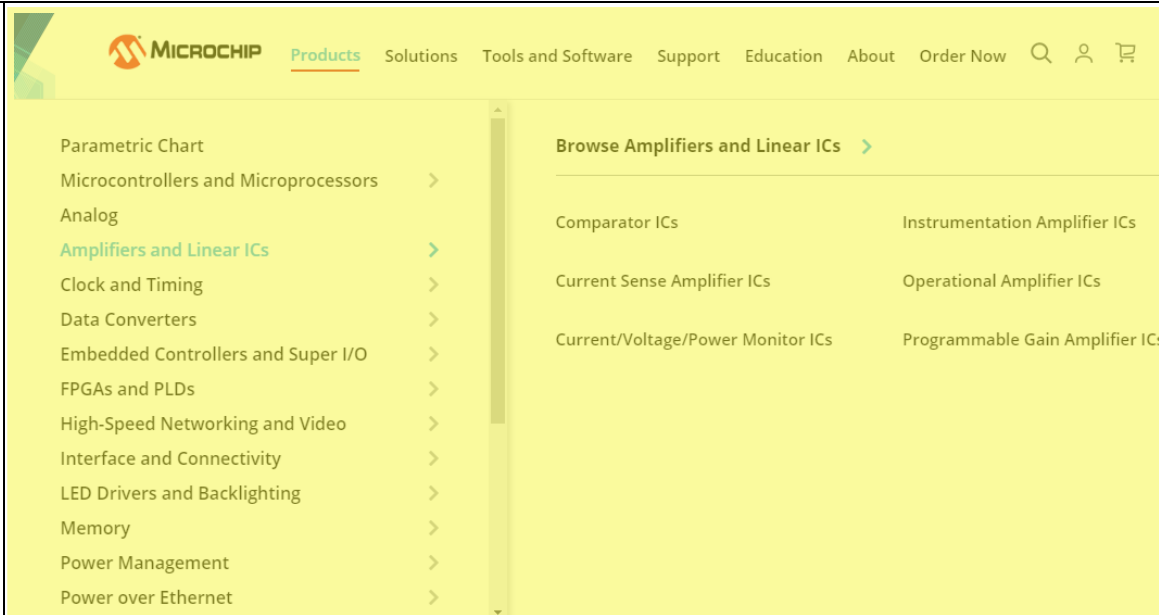 MICROCHIP Products Solutions Tools and Software Support Education About Order Now
Parametric Chart
Microcontrollers and Microprocessors
Analog
Amplifiers and Linear ICs
Clock and Timing
Data Converters
Embedded Controllers and Super I/O
FPGAs and PLDs
High-Speed Networking and Video
Interface and Connectivity
LED Drivers and Backlighting
Memory
Power Management
Power over Ethernet
Browse Amplifiers and Linear ICs
Comparator ICs Instrumentation Amplifier ICs
Current Sense Amplifier ICs Operational Amplifier ICs
Current/Voltage/Power Monitor ICs Programmable Gain Amplifier ICs